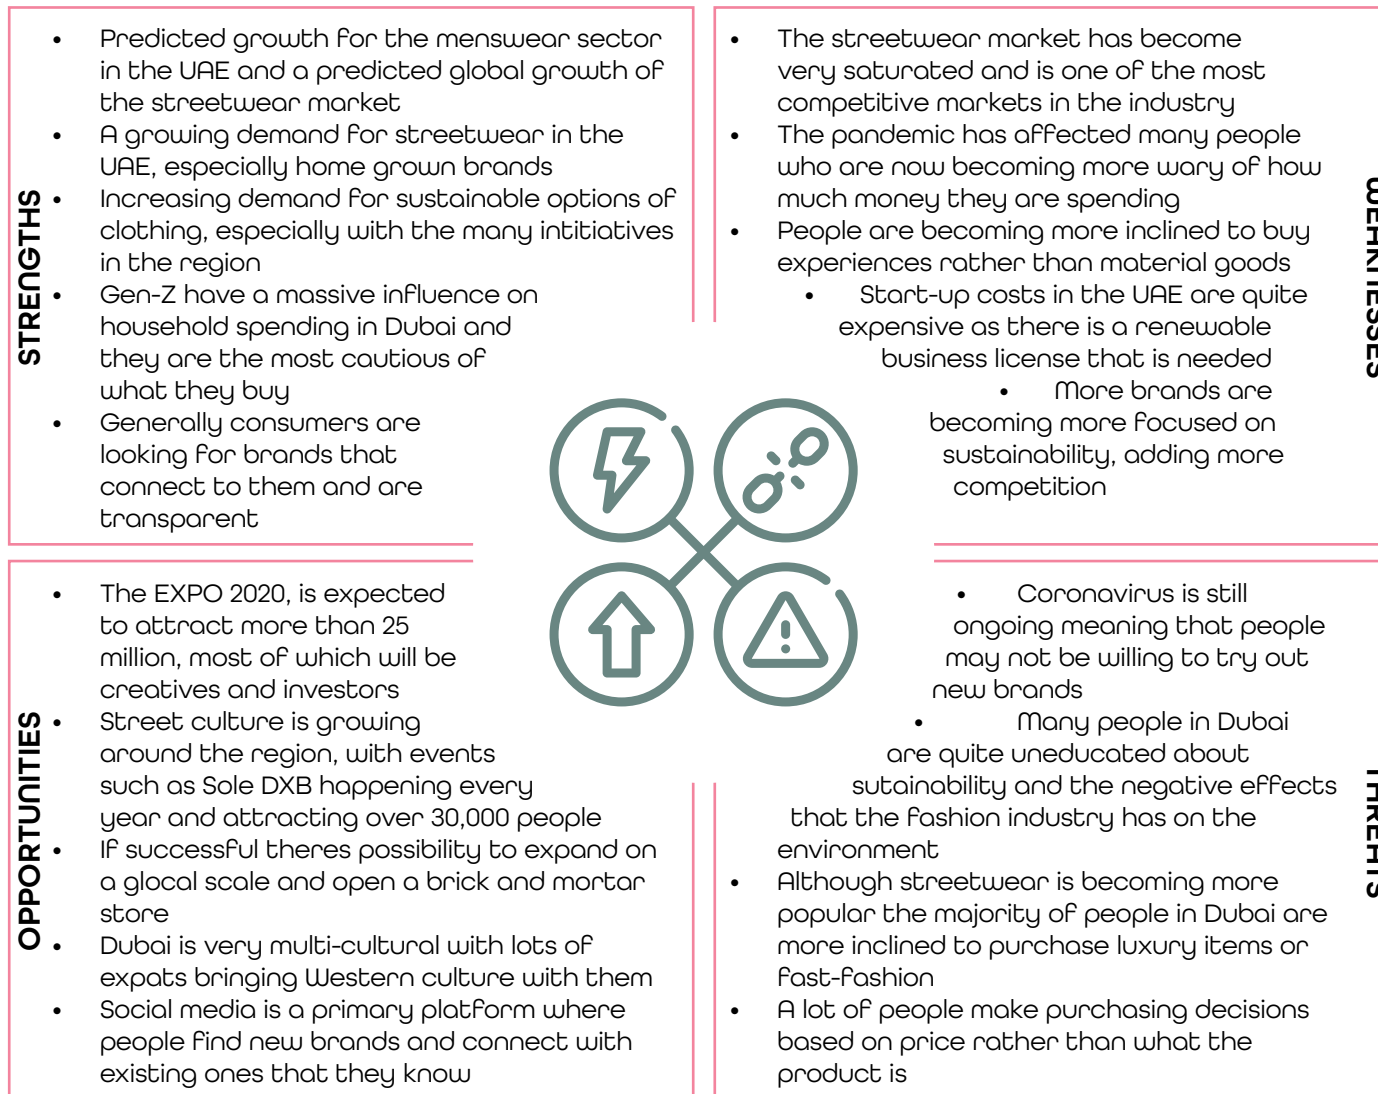 STRENGTHS
• Predicted growth for the menswear sector
in the UAE and a predicted global growth of
the streetwear market
• A growing demand for streetwear in the
UAE, especially home grown brands
• Increasing demand for sustainable options of
clothing, especially with the many intitiatives
in the region
• Gen-Z have a massive influence on
household spending in Dubai and
they are the most cautious of
what they buy
• Generally consumers are
looking for brands that
connect to them and are
transparent
WEAKNESSES
• The streetwear market has become
very saturated and is one of the most
competitive markets in the industry
• The pandemic has affected many people
who are now becoming more wary of how
much money they are spending
• People are becoming more inclined to buy
experiences rather than material goods
• Start-up costs in the UAE are quite
expensive as there is a renewable
business license that is needed
• More brands are
becoming more focused on
sustainability, adding more
competition
OPPORTUNITIES
• The EXPO 2020, is expected
to attract more than 25
million, most of which will be
creatives and investors
• Street culture is growing
around the region, with events
such as Sole DXB happening every
year and attracting over 30,000 people
• If successful theres possibility to expand on
a glocal scale and open a brick and mortar
store
• Dubai is very multi-cultural with lots of
expats bringing Western culture with them
• Social media is a primary platform where
people find new brands and connect with
existing ones that they know
THREATS
• Coronavirus is still
ongoing meaning that people
may not be willing to try out
new brands
• Many people in Dubai
are quite uneducated about
sutainability and the negative effects
that the fashion industry has on the
environment
• Although streetwear is becoming more
popular the majority of people in Dubai are
more inclined to purchase luxury items or
fast-fashion
• A lot of people make purchasing decisions
based on price rather than what the
product is